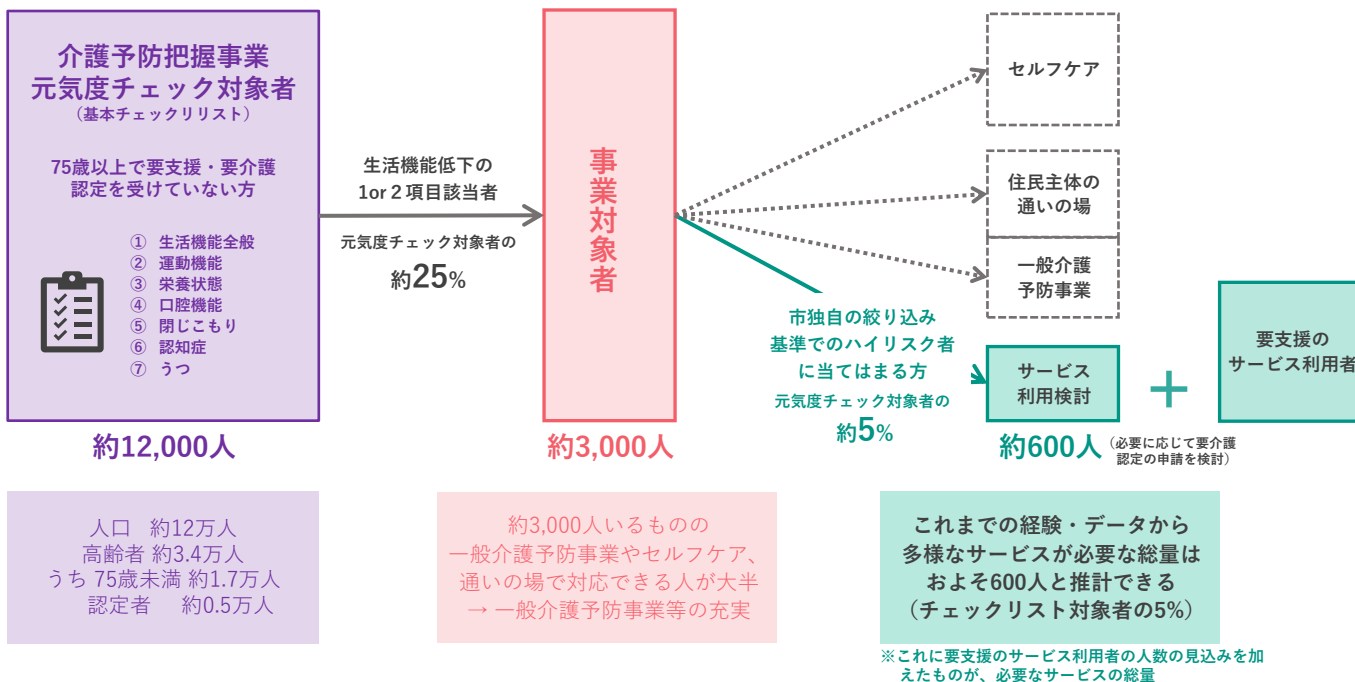 介護予防把握事業
元気度チェック対象者
（基本チェックリリスト）
75歳以上で要支援・要介護
認定を受けていない方
① 生活機能全般
② 運動機能
③ 栄養状態
④ 口腔機能
⑤ 閉じこもり
⑥ 認知症
⑦ うつ
約12,000人
生活機能低下の
1or２項目該当者
元気度チェック対象者の
約25%
事業対象者
約3,000人
セルフケア
住民主体の
通いの場
一般介護
予防事業
市独自の絞り込み
基準でのハイリスク者
に当てはまる方
元気度チェック対象者の
約5%
サービス
利用検討
約600人
（必要に応じて要介護
認定の申請を検討）
＋
要支援の
サービス利用者
人口 約12万人
高齢者 約3.4万人
うち 75歳未満 約1.7万人
認定者 約0.5万人
約3,000人いるものの
一般介護予防事業やセルフケア、
通いの場で対応できる人が大半
→ 一般介護予防事業等の充実
これまでの経験・データから
多様なサービスが必要な総量は
およそ600人と推計できる
（チェックリスト対象者の5%）
※これに要支援のサービス利用者の人数の見込みを加
えたものが、必要なサービスの総量